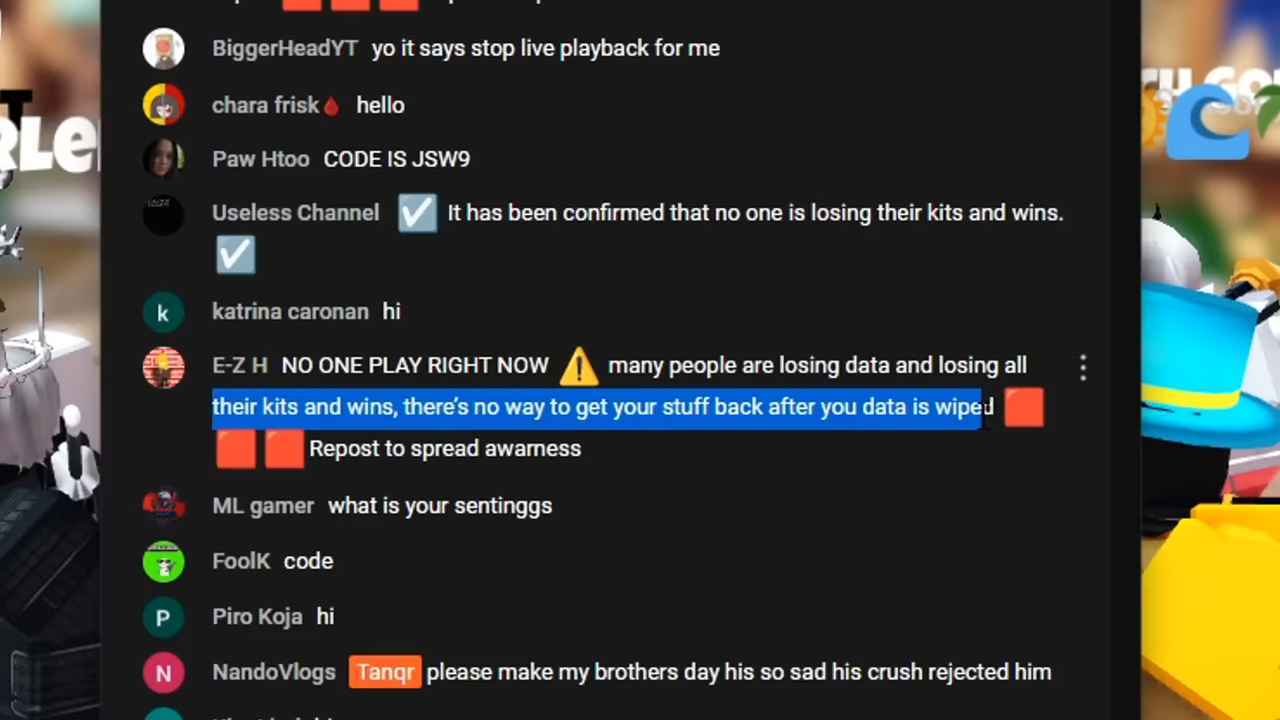 BiggerHeadYT yo it says stop live playback for me
chara frisk🩸 hello
Paw Htoo CODE IS JSW9
Useless Channel ☑️ It has been confirmed that no one is losing their kits and wins.
☑️
k katrina caronan hi
E-Z H NO ONE PLAY RIGHT NOW ⚠️ many people are losing data and losing all
their kits and wins, there's no way to get your stuff back after you data is wiped 🟥
🟥 🟥 Repost to spread awarness
ML gamer what is your sentinggs
FoolK code
P Piro Koja hi
N NandoVlogs Tanqr please make my brothers day his so sad his crush rejected him